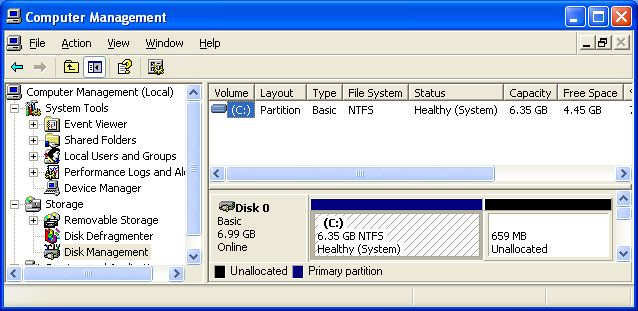 Computer Management
File Action View Window Help
Computer Management (Local)
System Tools
Event Viewer
Shared Folders
Local Users and Groups
Performance Logs and Al
Device Manager
Storage
Removable Storage
Disk Defragmenter
Disk Management
Volume Layout Type File System Status Capacity Free Space
(C:) Partition Basic NTFS Healthy (System) 6.35 GB 4.45 GB
Disk 0
Basic
6.99 GB
Online
(C:)
6.35 GB NTFS
Healthy (System)
659 MB
Unallocated
Unallocated Primary partition